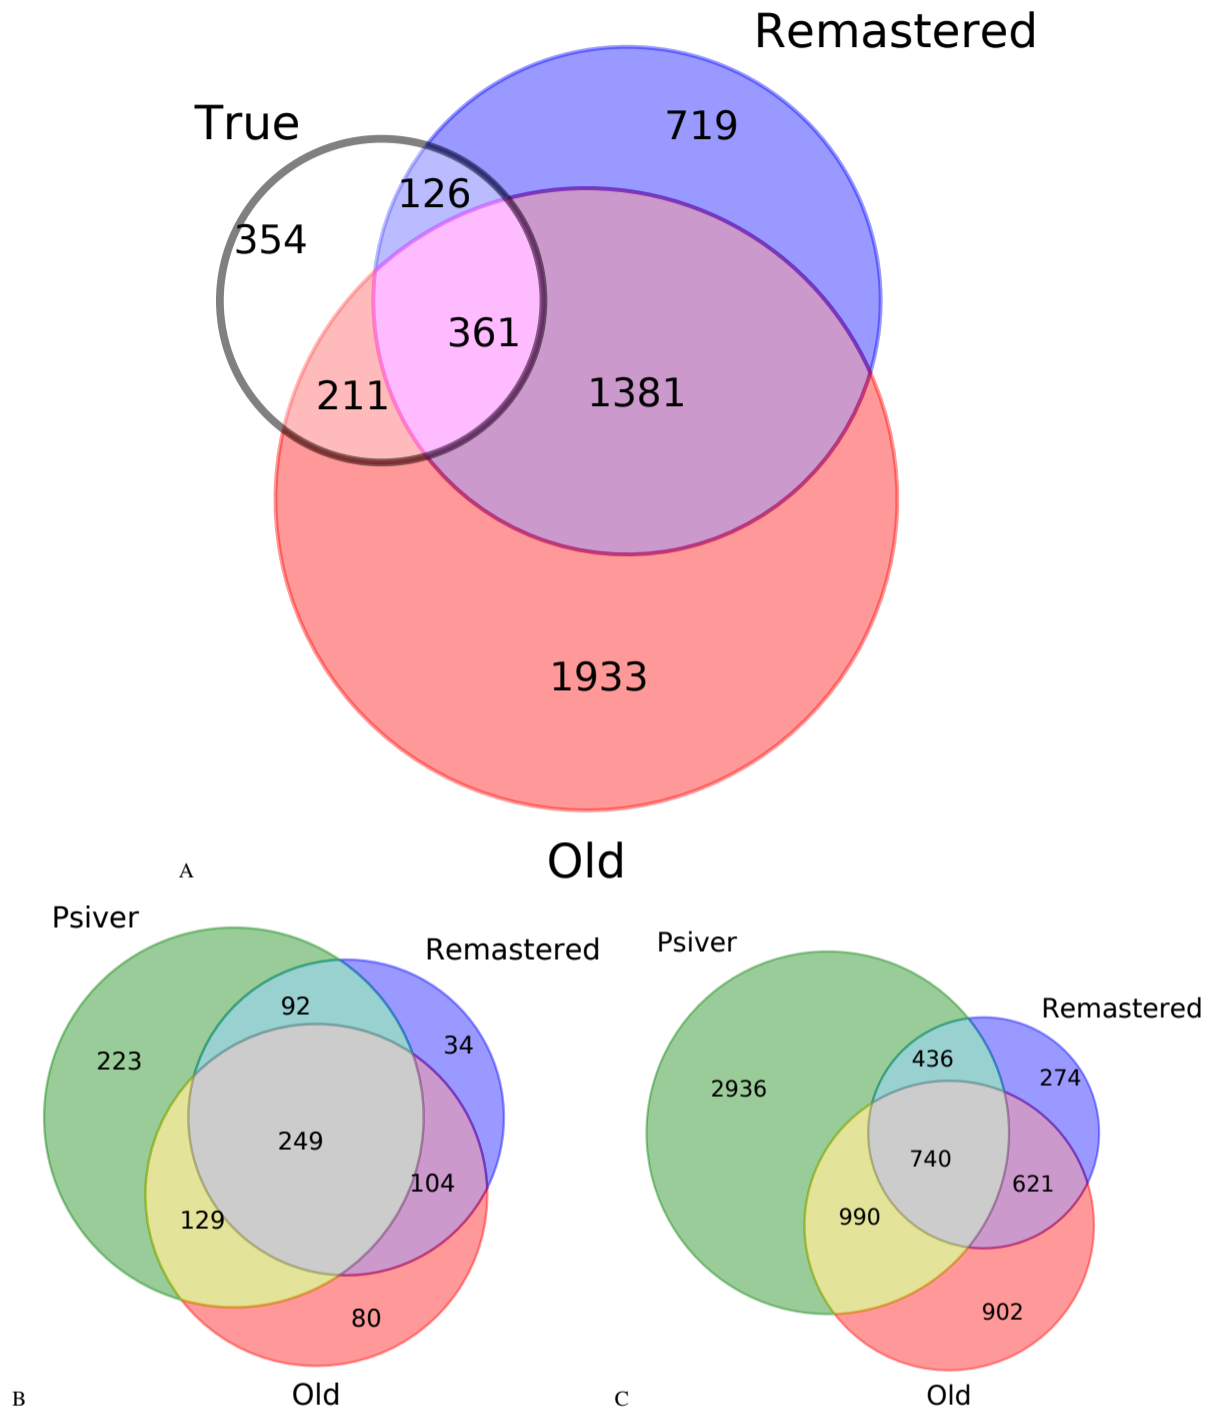 Remastered
True
719
126
354
361
211
1381
1933
Old
A
Psiver
Remastered
92
34
223
249
104
129
80
Old
B
Psiver
Remastered
436
274
2936
740
621
990
902
Old
C